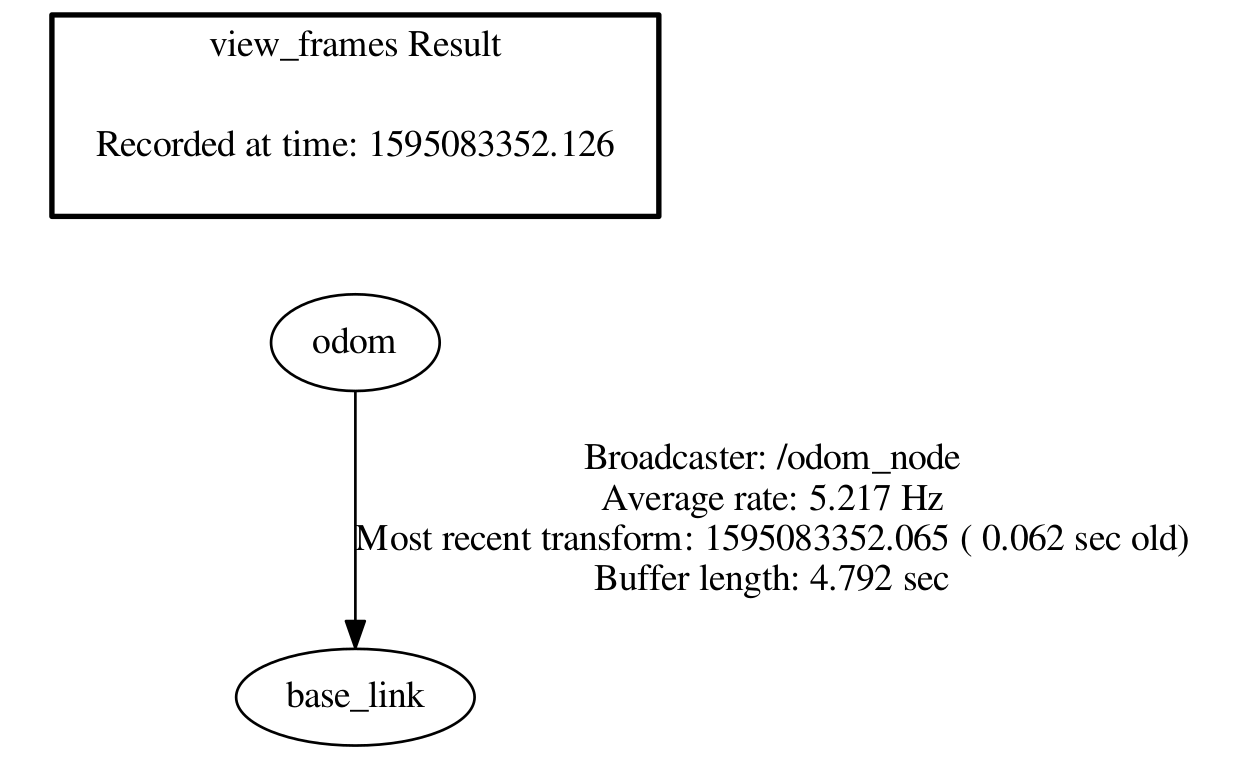 view_frames Result
Recorded at time: 1595083352.126
odom
Broadcaster: /odom_node
Average rate: 5.217 Hz
Most recent transform: 1595083352.065 ( 0.062 sec old)
Buffer length: 4.792 sec
base_link